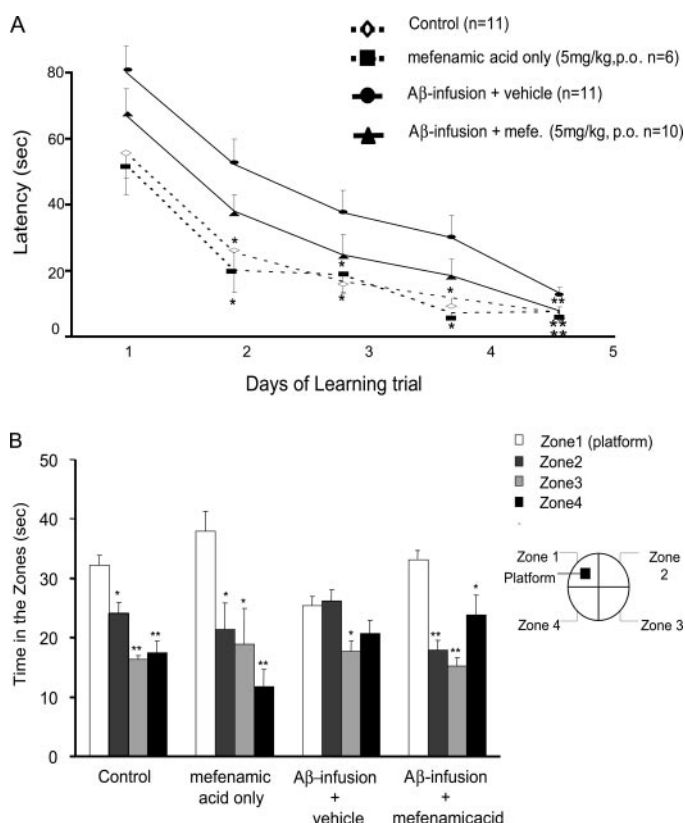 A
Control (n=11)
mefenamic acid only (5mg/kg,p.o. n=6)
Aβ-infusion + vehicle (n=11)
Aβ-infusion + mefe. (5mg/kg, p.o. n=10)
Latency (sec)
80
60
40
20
0
*
*
*
*
*
*
**
**
**
1 2 3 4 5
Days of Learning trial
B
Zone1 (platform)
Zone2
Zone3
Zone4
Time in the Zones (sec)
50
40
30
20
10
0
* ** **
* * **
*
** ** *
Control
mefenamic
acid only
Aβ-infusion
+
vehicle
Aβ-infusion
+
mefenamicacid
Zone 1
Zone
2
Platform
Zone 4
Zone 3